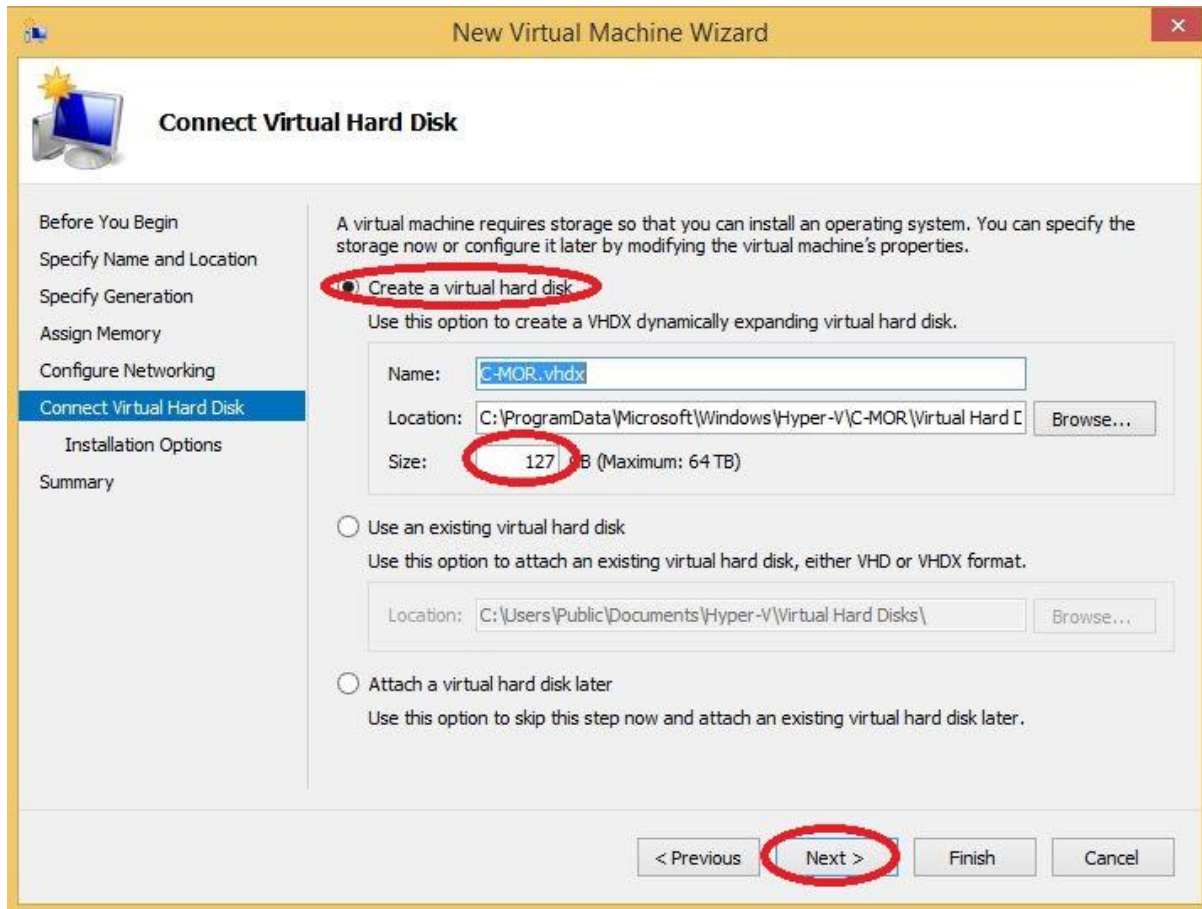 New Virtual Machine Wizard
Connect Virtual Hard Disk
Before You Begin
Specify Name and Location
Specify Generation
Assign Memory
Configure Networking
Connect Virtual Hard Disk
Installation Options
Summary
A virtual machine requires storage so that you can install an operating system. You can specify the
storage now or configure it later by modifying the virtual machine's properties.
Create a virtual hard disk
Use this option to create a VHDX dynamically expanding virtual hard disk.
Name: C-MOR.vhdx
Location: C:\ProgramData\Microsoft\Windows\Hyper-V\C-MOR\Virtual Hard D Browse...
Size: 127 GB (Maximum: 64 TB)
Use an existing virtual hard disk
Use this option to attach an existing virtual hard disk, either VHD or VHDX format.
Location: C:\Users\Public\Documents\Hyper-V\Virtual Hard Disks\ Browse...
Attach a virtual hard disk later
Use this option to skip this step now and attach an existing virtual hard disk later.
< Previous Next > Finish Cancel